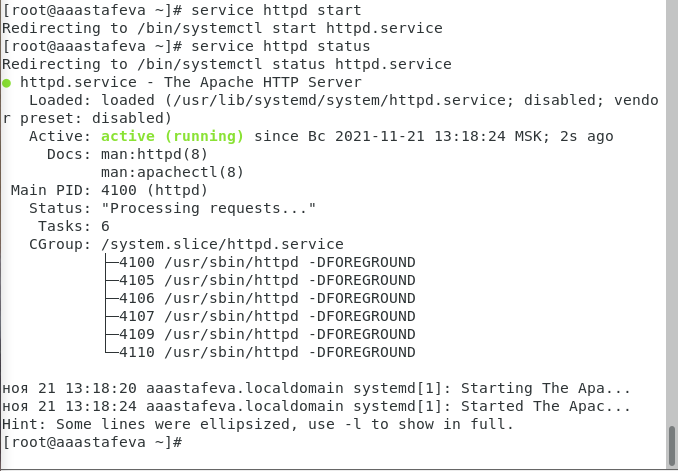 [root@aaastafeva ~]# service httpd start
Redirecting to /bin/systemctl start httpd.service
[root@aaastafeva ~]# service httpd status
Redirecting to /bin/systemctl status httpd.service
● httpd.service - The Apache HTTP Server
   Loaded: loaded (/usr/lib/systemd/system/httpd.service; disabled; vendo
r preset: disabled)
   Active: active (running) since Вс 2021-11-21 13:18:24 MSK; 2s ago
     Docs: man:httpd(8)
           man:apachectl(8)
 Main PID: 4100 (httpd)
   Status: "Processing requests..."
    Tasks: 6
   CGroup: /system.slice/httpd.service
           ├─4100 /usr/sbin/httpd -DFOREGROUND
           ├─4105 /usr/sbin/httpd -DFOREGROUND
           ├─4106 /usr/sbin/httpd -DFOREGROUND
           ├─4107 /usr/sbin/httpd -DFOREGROUND
           ├─4109 /usr/sbin/httpd -DFOREGROUND
           └─4110 /usr/sbin/httpd -DFOREGROUND

ноя 21 13:18:20 aaastafeva.localdomain systemd[1]: Starting The Apa...
ноя 21 13:18:24 aaastafeva.localdomain systemd[1]: Started The Apac...
Hint: Some lines were ellipsized, use -l to show in full.
[root@aaastafeva ~]#